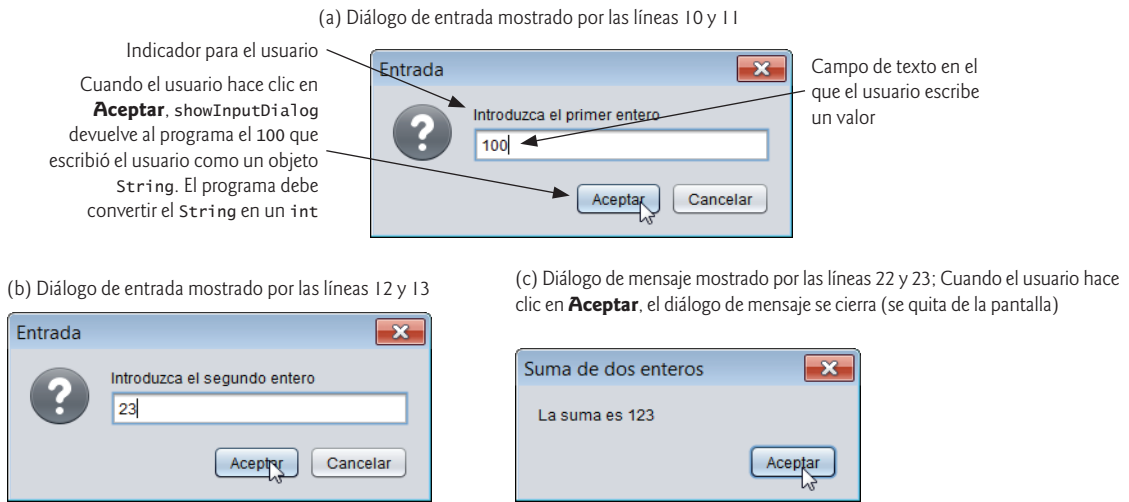 (a) Diálogo de entrada mostrado por las líneas 10 y 11
Indicador para el usuario
Cuando el usuario hace clic en
Aceptar, showInputDialog
devuelve al programa el 100 que
escribió el usuario como un objeto
String. El programa debe
convertir el String en un int
Entrada
Introduzca el primer entero
100
Aceptar
Cancelar
Campo de texto en el
que el usuario escribe
un valor
(b) Diálogo de entrada mostrado por las líneas 12 y 13
Entrada
Introduzca el segundo entero
23
Aceptar
Cancelar
(c) Diálogo de mensaje mostrado por las líneas 22 y 23; Cuando el usuario hace
clic en Aceptar, el diálogo de mensaje se cierra (se quita de la pantalla)
Suma de dos enteros
La suma es 123
Aceptar